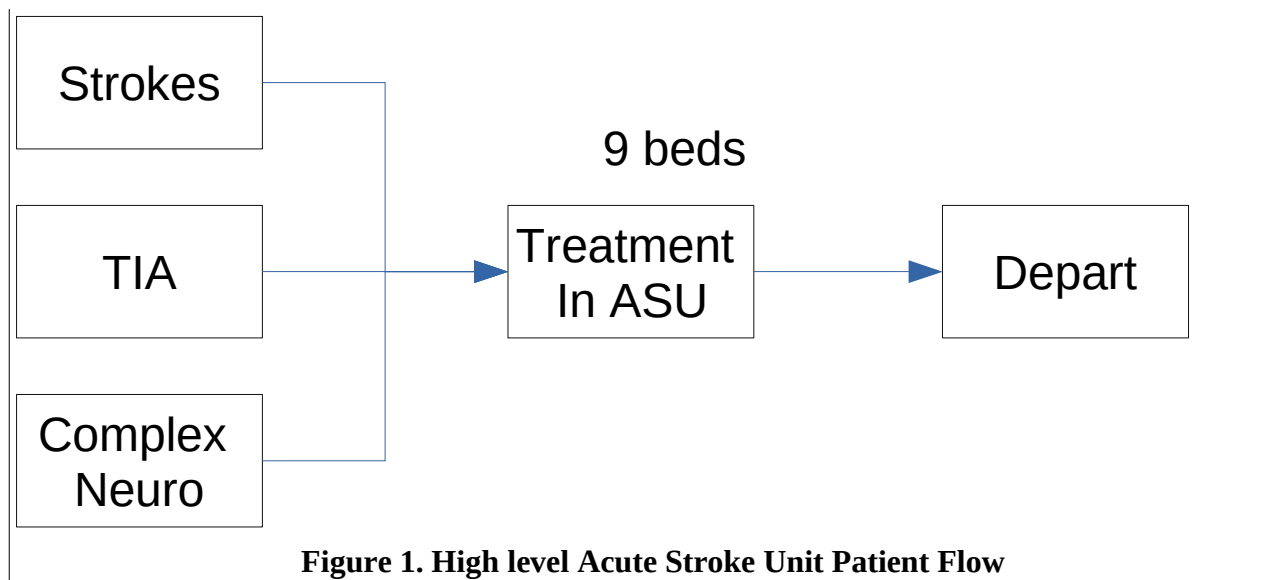 Strokes
9 beds
TIA
Treatment
In ASU
Depart
Complex
Neuro
Figure 1. High level Acute Stroke Unit Patient Flow